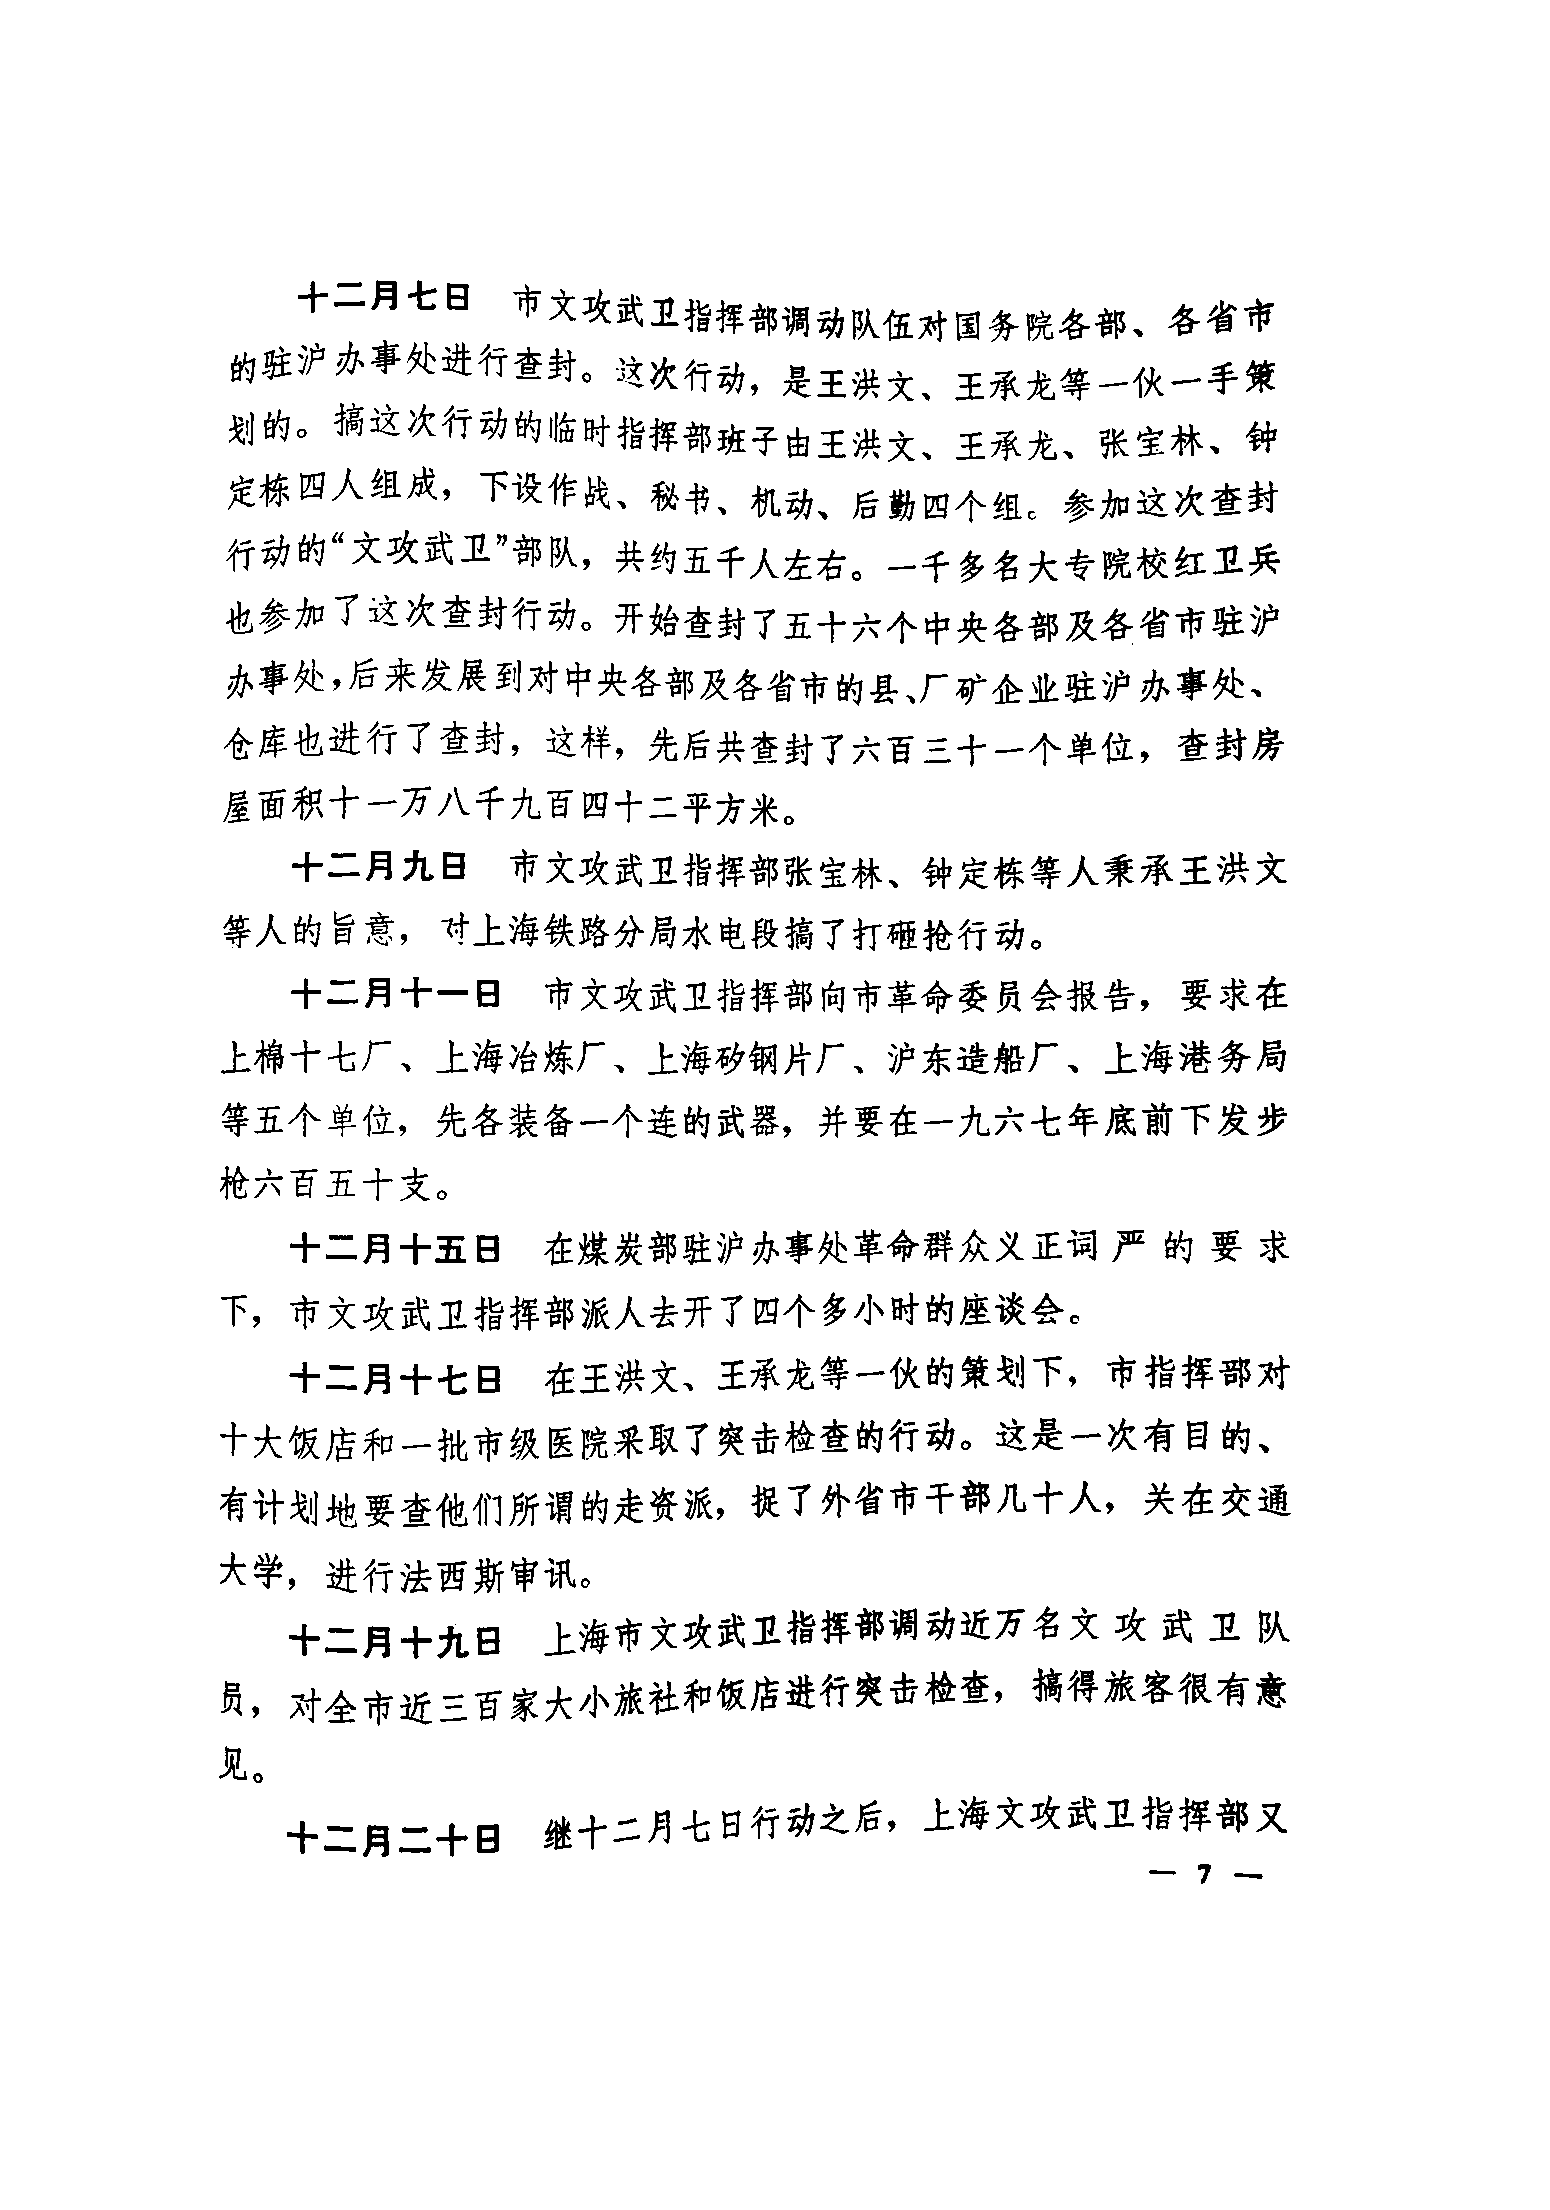 十二月七日　市文攻武卫指挥部调动队伍对国务院各部、各省市
的驻沪办事处进行查封。这次行动，是王洪文、王承龙等一伙一手策
划的。搞这次行动的临时指挥部班子由王洪文、王承龙、张宝林、钟
定栋四人组成，下设作战、秘书、机动、后勤四个组。参加这次查封
行动的“文攻武卫”部队，共约五千人左右。一千多名大专院校红卫兵
也参加了这次查封行动。开始查封了五十六个中央各部及各省市驻沪
办事处，后来发展到对中央各部及各省市的县、厂矿企业驻沪办事处、
仓库也进行了查封，这样，先后共查封了六百三十一个单位，查封房
屋面积十一万八千九百四十二平方米。
十二月九日　市文攻武卫指挥部张宝林、钟定栋等人秉承王洪文
等人的旨意，对上海铁路分局水电段搞了打砸抢行动。
十二月十一日　市文攻武卫指挥部向市革命委员会报告，要求在
上棉十七厂、上海冶炼厂、上海矽钢片厂、沪东造船厂、上海港务局
等五个单位，先各装备一个连的武器，并要在一九六七年底前下发步
枪六百五十支。
十二月十五日　在煤炭部驻沪办事处革命群众义正词严的要求
下，市文攻武卫指挥部派人去开了四个多小时的座谈会。
十二月十七日　在王洪文、王承龙等一伙的策划下，市指挥部对
十大饭店和一批市级医院采取了突击检查的行动。这是一次有目的、
有计划地要查他们所谓的走资派，捉了外省市干部几十人，关在交通
大学，进行法西斯审讯。
十二月十九日　上海市文攻武卫指挥部调动近万名文攻武卫队
员，对全市近三百家大小旅社和饭店进行突击检查，搞得旅客很有意
见。
十二月二十日　继十二月七日行动之后，上海文攻武卫指挥部又
— 7 —